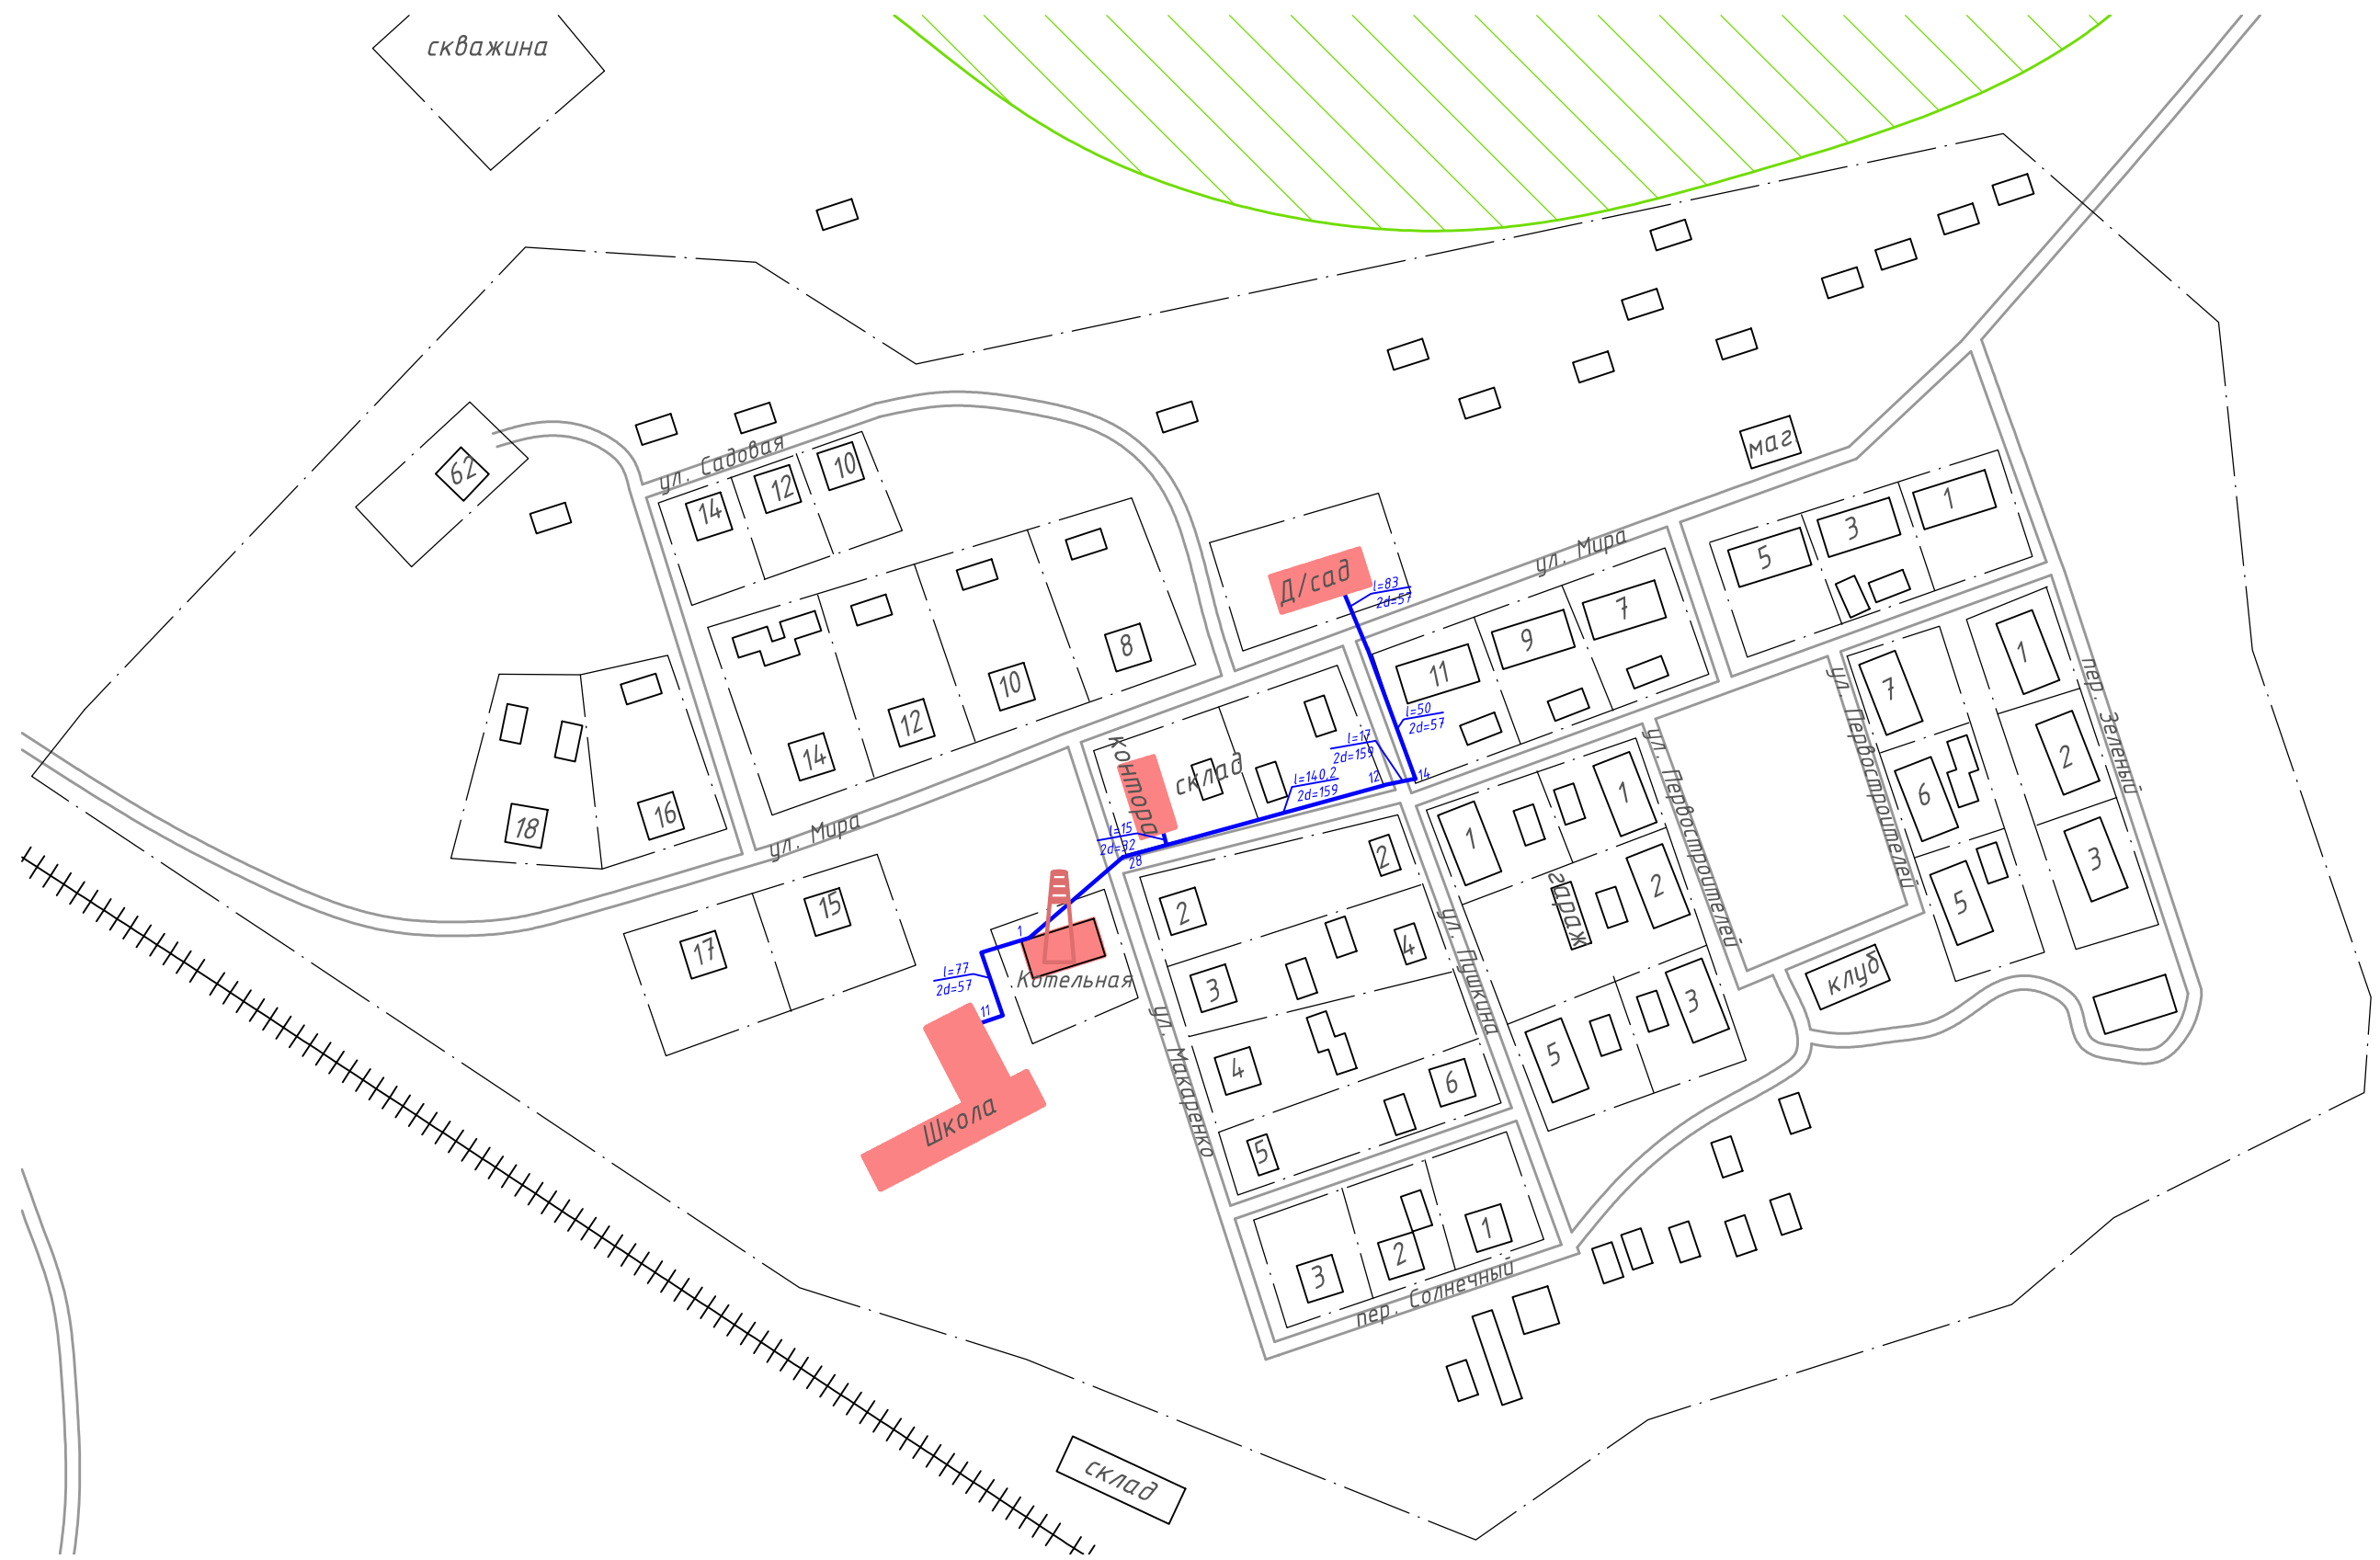 скважина
62
ул. Садовая
14
12
10
маг.
1
3
5
Д/сад
l=83
2d=57
ул. Мира
7
9
11
8
10
12
14
1
7
ул. Первостроителей
пер. Зеленый
2
6
3
5
18
16
ул. Мира
15
17
Контора
склад
l=50
2d=57
l=17
2d=159
l=140,2
2d=159
12
14
l=15
2d=32
28
1
l=77
2d=57
11
Котельная
Школа
ул. Макаренко
2
2
3
4
4
5
6
ул. Пушкина
1
1
ул. Первостроителей
гараж
2
3
5
клуб
1
2
3
пер. Солнечный
склад